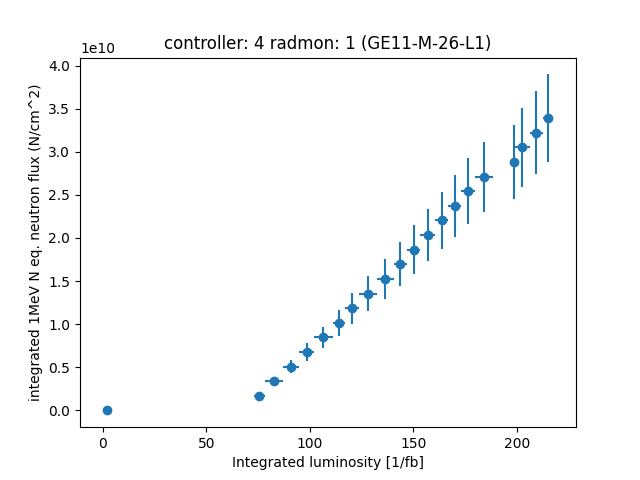 controller: 4 radmon: 1 (GE11-M-26-L1)
1e10
4.0
3.5
3.0
2.5
2.0
1.5
1.0
0.5
0.0
integrated 1MeV N eq. neutron flux (N/cm^2)
0 50 100 150 200
Integrated luminosity [1/fb]